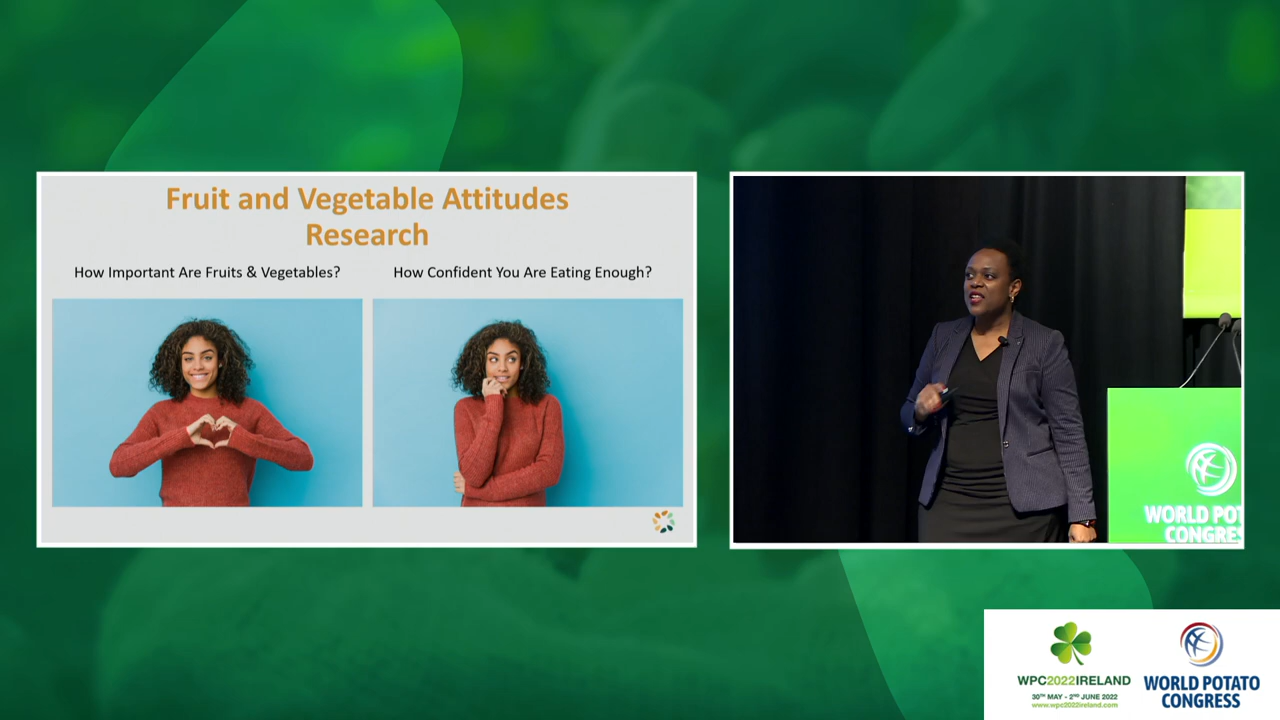 Fruit and Vegetable Attitudes
Research
How Important Are Fruits & Vegetables?
How Confident You Are Eating Enough?
WORLD POT
CONGRES
WPC2022IRELAND
30TH MAY - 2ND JUNE 2022
www.wpc2022ireland.com
WORLD POTATO
CONGRESS